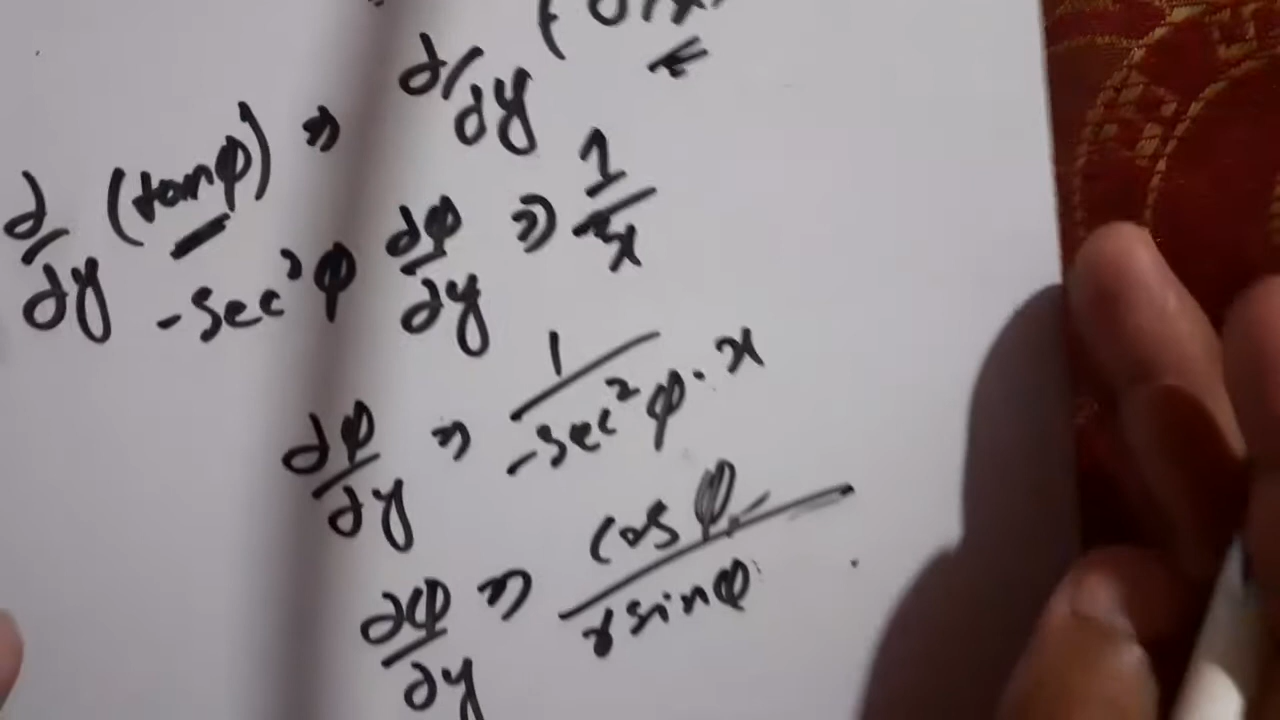 ∂/∂y (tanφ) ⇒ ∂/∂y (
-sec²φ ∂φ/∂y ⇒ 1/x
∂φ/∂y ⇒ 1/-sec²φ · x
∂φ/∂y ⇒ cosφ/r sinφ